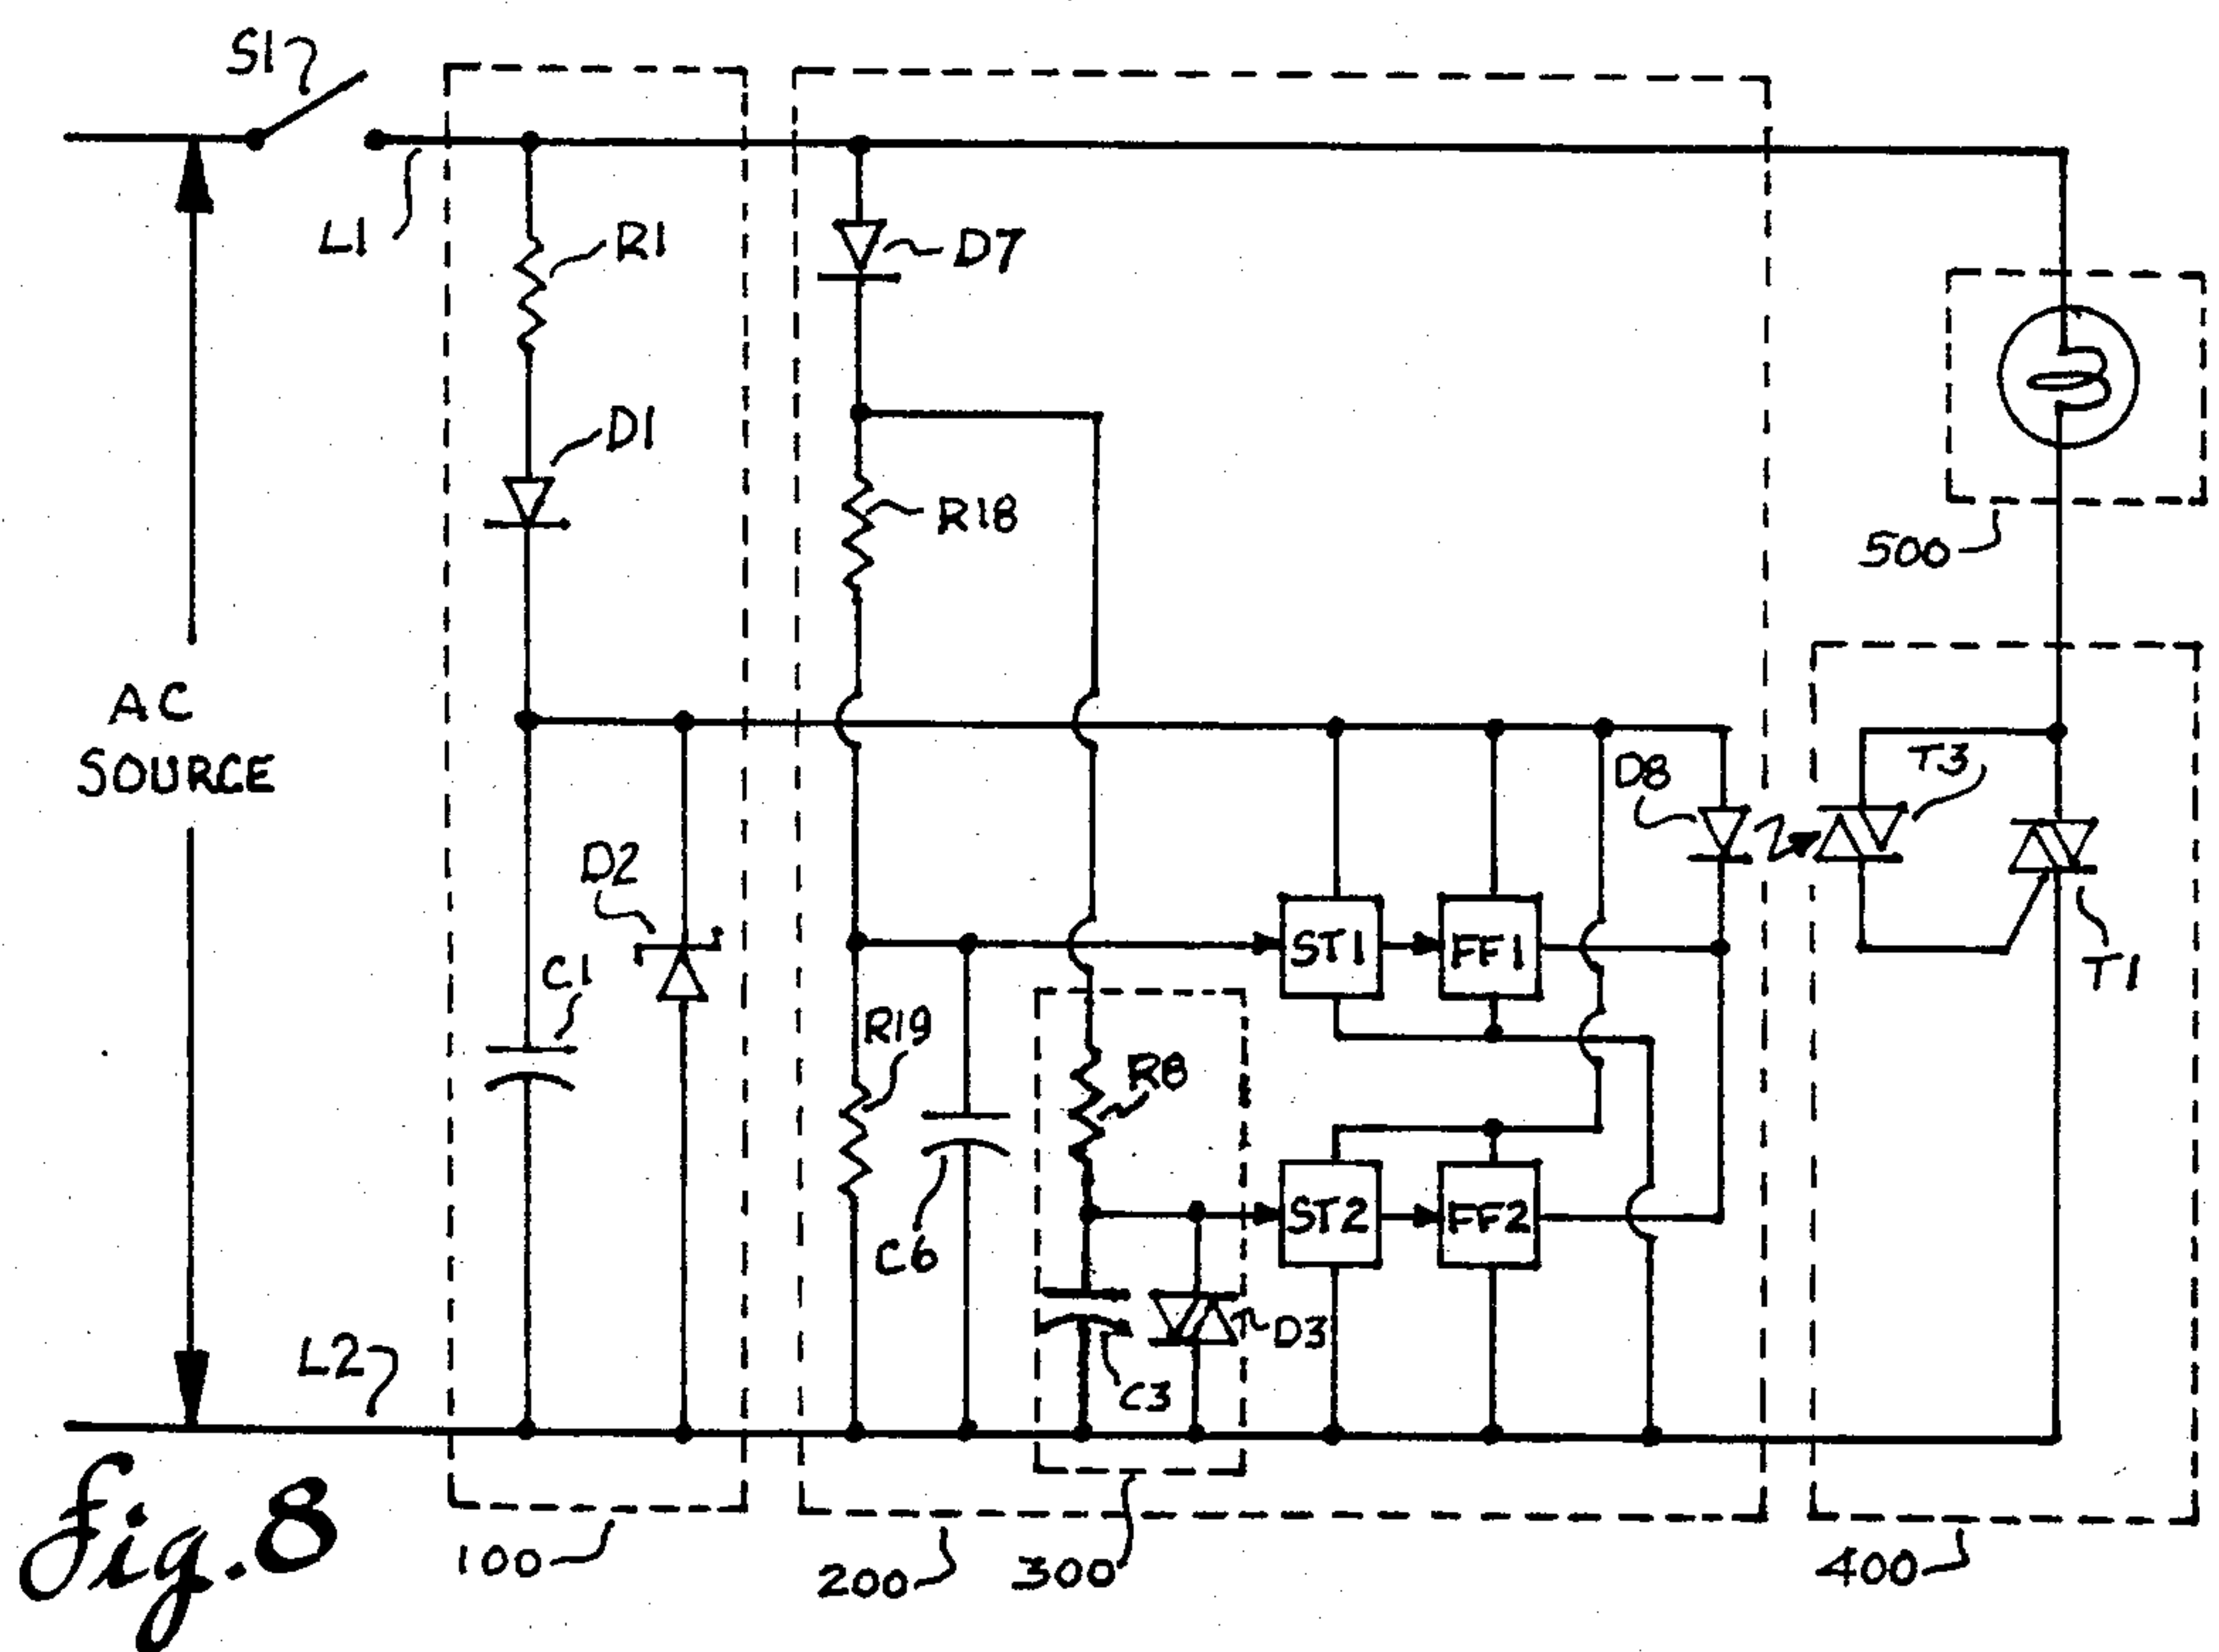 S1
L1
R1
D7
D1
R18
500
AC
SOURCE
D8
T3
D2
C1
ST1
FF1
T1
R19
R8
C6
ST2
FF2
D3
C3
L2
Fig. 8
100
200
300
400